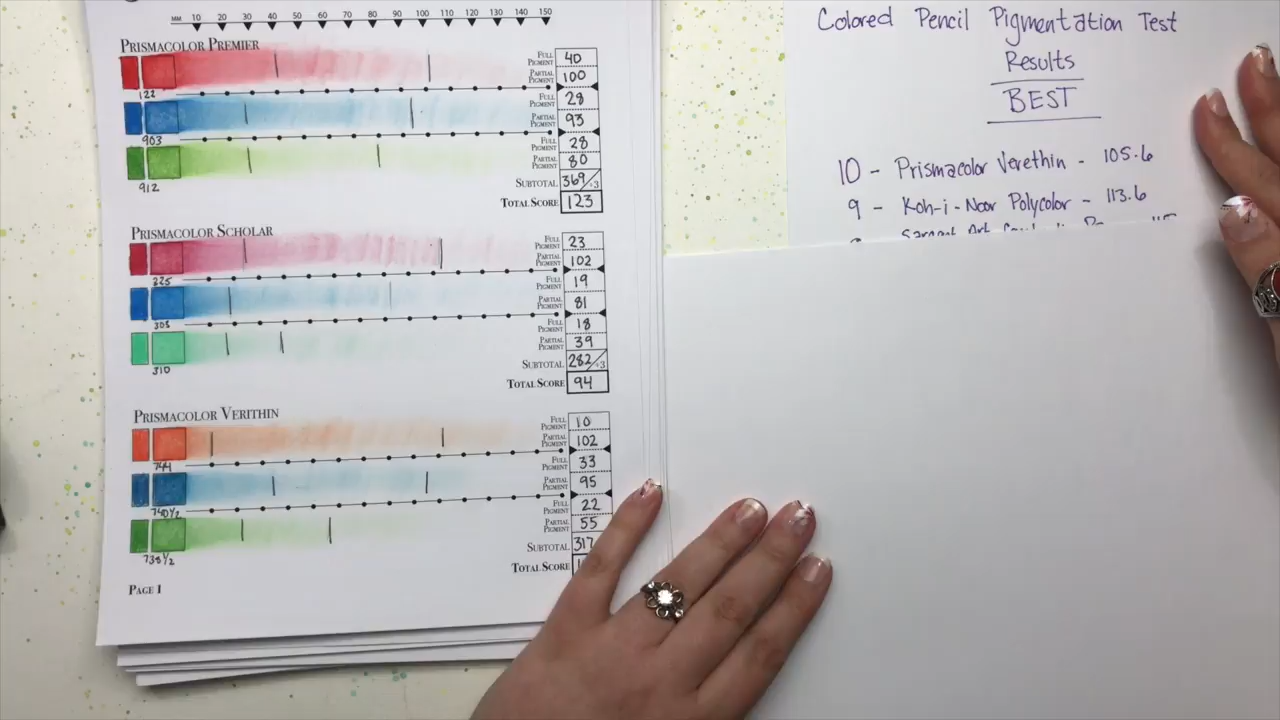 MM 10 20 30 40 50 60 70 80 90 100 110 120 130 140 150
PRISMACOLOR PREMIER
122
FULL PIGMENT 40
PARTIAL PIGMENT 100
903
FULL PIGMENT 28
PARTIAL PIGMENT 93
912
FULL PIGMENT 28
PARTIAL PIGMENT 80
SUBTOTAL 369/÷3
TOTAL SCORE 123
PRISMACOLOR SCHOLAR
325
FULL PIGMENT 23
PARTIAL PIGMENT 102
305
FULL PIGMENT 19
PARTIAL PIGMENT 81
310
FULL PIGMENT 18
PARTIAL PIGMENT 39
SUBTOTAL 282/÷3
TOTAL SCORE 94
PRISMACOLOR VERITHIN
744
FULL PIGMENT 10
PARTIAL PIGMENT 102
740½
FULL PIGMENT 33
PARTIAL PIGMENT 95
738½
FULL PIGMENT 22
PARTIAL PIGMENT 55
SUBTOTAL 317
TOTAL SCORE
PAGE 1
Colored Pencil Pigmentation Test
Results
BEST
10 - Prismacolor Verethin - 105.6
9 - Koh-i-Noor Polycolor - 113.6
Sargent Art